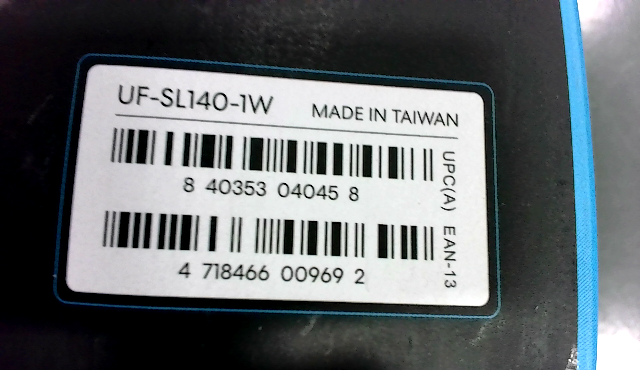 UF-SL140-1W MADE IN TAIWAN
8 40353 04045 8
UPC(A)
4 718466 00969 2
EAN-13